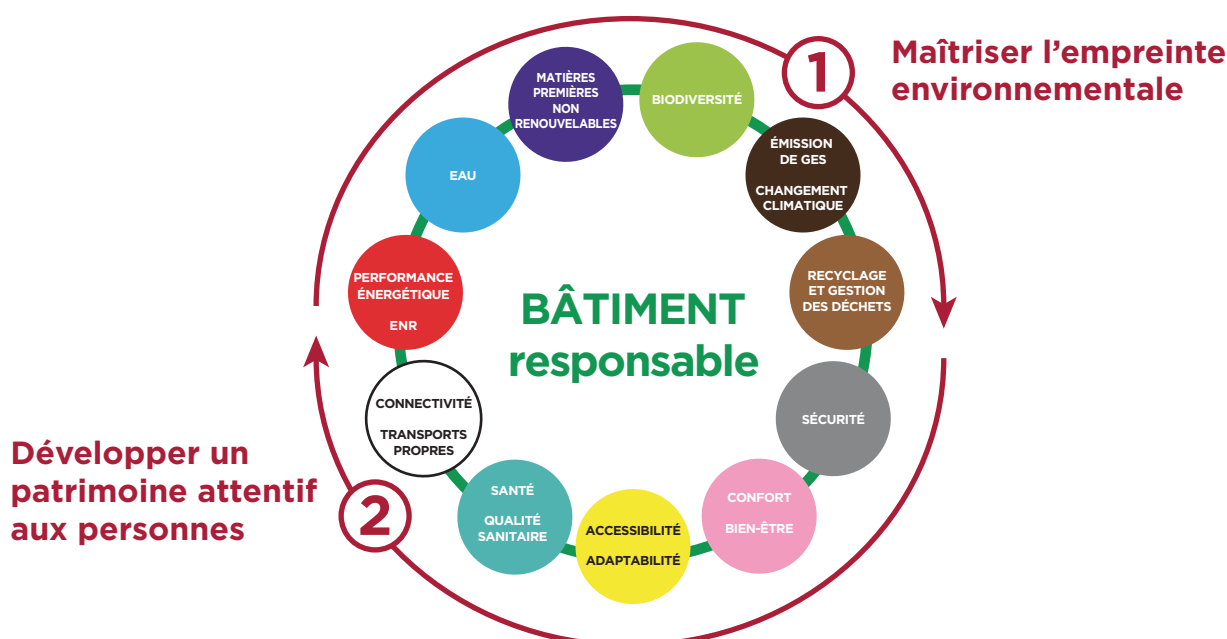 1
Maîtriser l'empreinte
environnementale
MATIÈRES
PREMIÈRES
NON
RENOUVELABLES
BIODIVERSITÉ
ÉMISSION
DE GES
CHANGEMENT
CLIMATIQUE
EAU
RECYCLAGE
ET GESTION
DES DÉCHETS
PERFORMANCE
ÉNERGÉTIQUE
ENR
BÂTIMENT
responsable
CONNECTIVITÉ
TRANSPORTS
PROPRES
SÉCURITÉ
Développer un
patrimoine attentif
aux personnes
2
SANTÉ
QUALITÉ
SANITAIRE
ACCESSIBILITÉ
ADAPTABILITÉ
CONFORT
BIEN-ÊTRE